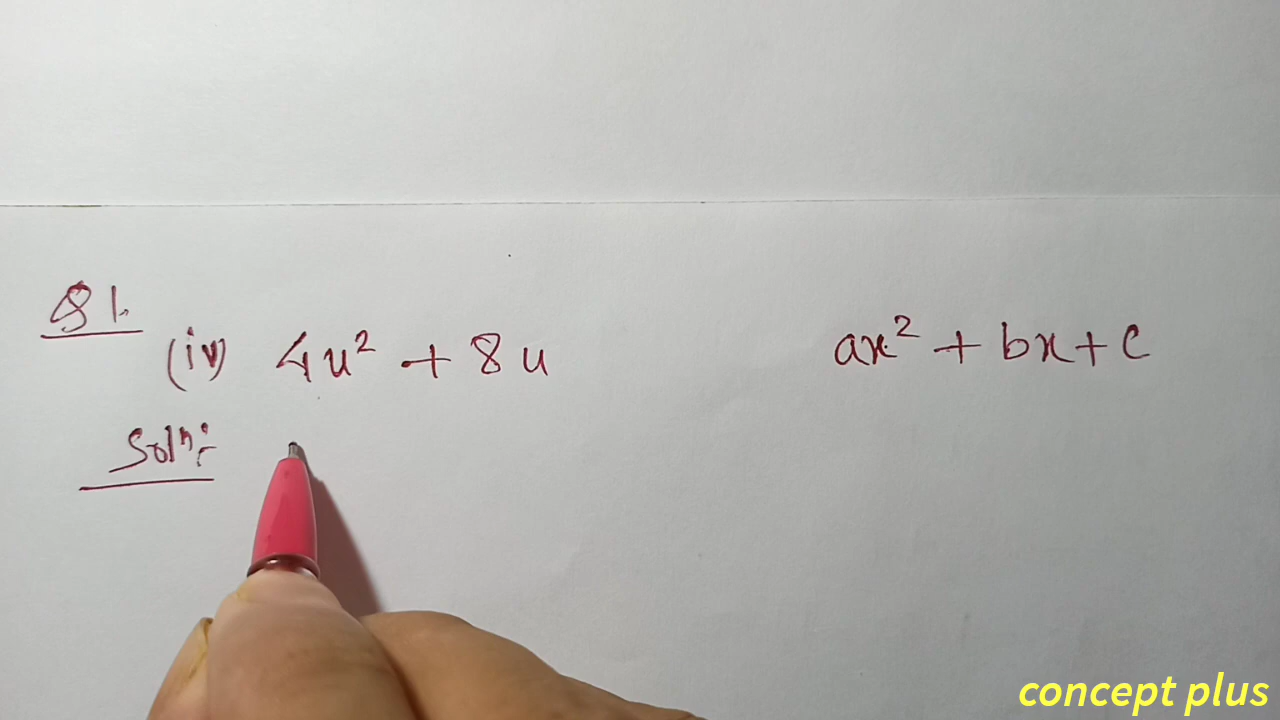 Q1.
(iv) 4u² + 8u
ax² + bx + c
Solⁿ:
concept plus